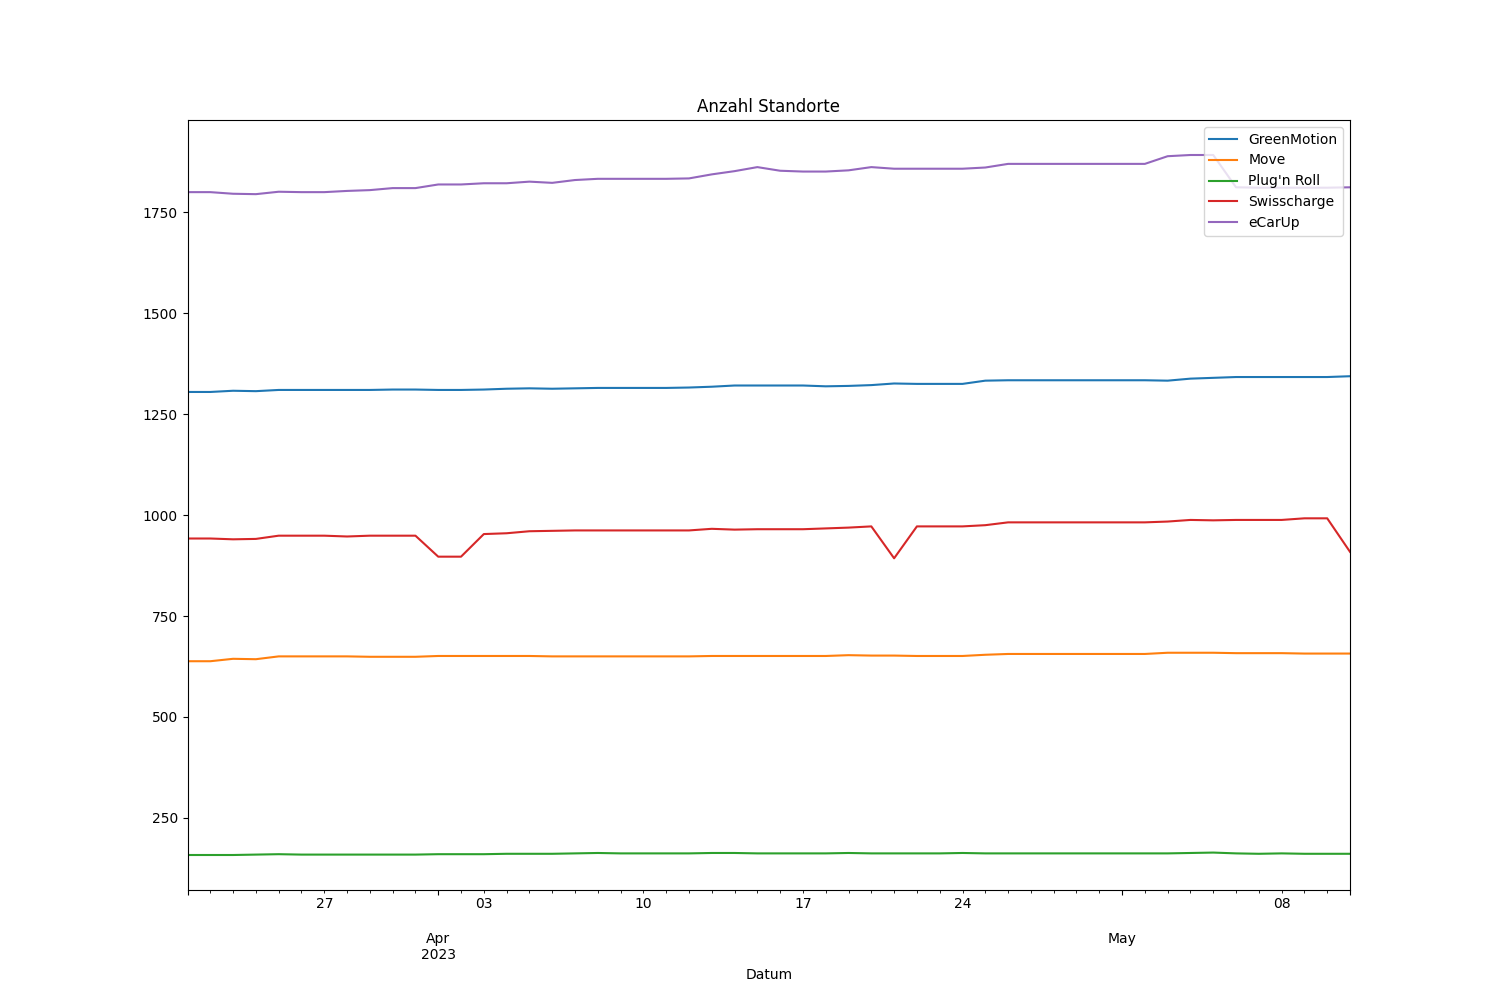 Anzahl Standorte
GreenMotion
Move
Plug'n Roll
Swisscharge
eCarUp
1750
1500
1250
1000
750
500
250
27
03
10
17
24
08
Apr
May
2023
Datum